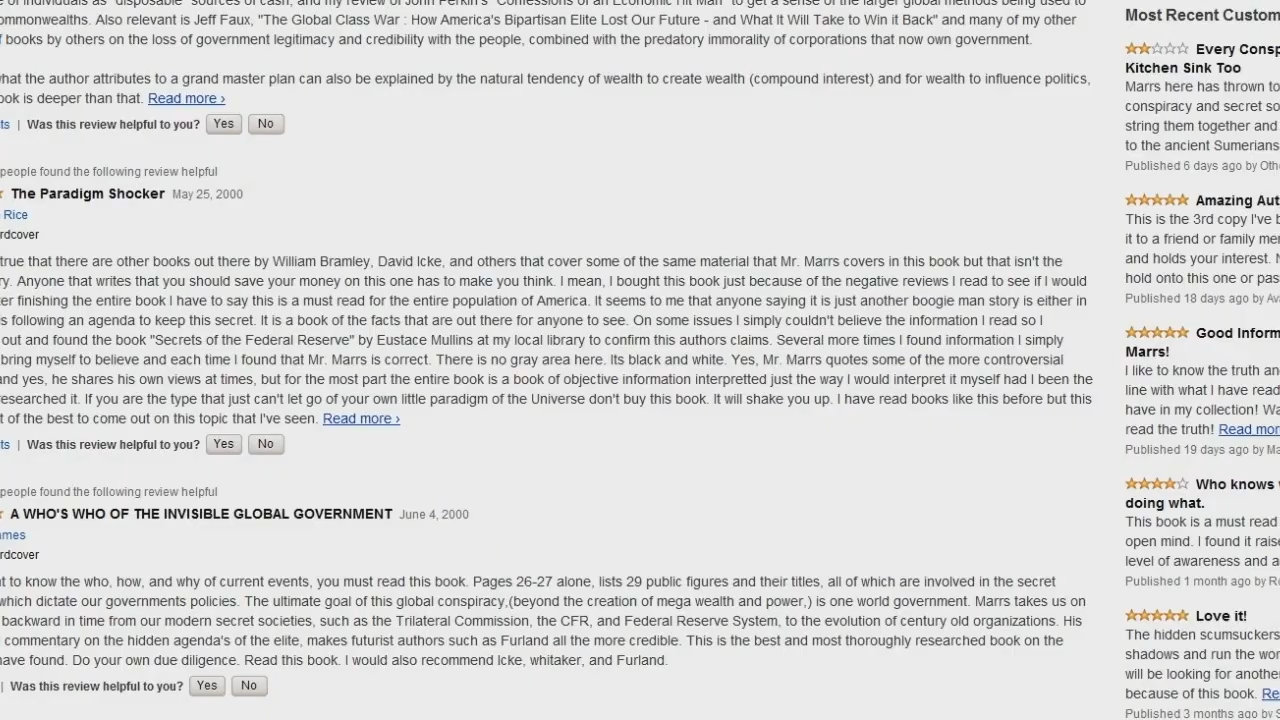 of individuals as "disposable" sources of cash, and my review of John Perkin's "Confessions of an Economic Hit Man" to get a sense of the larger global methods being used to
ommonwealths. Also relevant is Jeff Faux, "The Global Class War : How America's Bipartisan Elite Lost Our Future - and What It Will Take to Win it Back" and many of my other
f books by others on the loss of government legitimacy and credibility with the people, combined with the predatory immorality of corporations that now own government.
what the author attributes to a grand master plan can also be explained by the natural tendency of wealth to create wealth (compound interest) and for wealth to influence politics,
ook is deeper than that. Read more ›
ts | Was this review helpful to you? Yes No
people found the following review helpful
The Paradigm Shocker May 25, 2000
Rice
rdcover
true that there are other books out there by William Bramley, David Icke, and others that cover some of the same material that Mr. Marrs covers in this book but that isn't the
ry. Anyone that writes that you should save your money on this one has to make you think. I mean, I bought this book just because of the negative reviews I read to see if I would
ter finishing the entire book I have to say this is a must read for the entire population of America. It seems to me that anyone saying it is just another boogie man story is either in
s following an agenda to keep this secret. It is a book of the facts that are out there for anyone to see. On some issues I simply couldn't believe the information I read so I
out and found the book "Secrets of the Federal Reserve" by Eustace Mullins at my local library to confirm this authors claims. Several more times I found information I simply
bring myself to believe and each time I found that Mr. Marrs is correct. There is no gray area here. Its black and white. Yes, Mr. Marrs quotes some of the more controversial
and yes, he shares his own views at times, but for the most part the entire book is a book of objective information interpretted just the way I would interpret it myself had I been the
researched it. If you are the type that just can't let go of your own little paradigm of the Universe don't buy this book. It will shake you up. I have read books like this before but this
t of the best to come out on this topic that I've seen. Read more ›
ts | Was this review helpful to you? Yes No
people found the following review helpful
A WHO'S WHO OF THE INVISIBLE GLOBAL GOVERNMENT June 4, 2000
ames
rdcover
nt to know the who, how, and why of current events, you must read this book. Pages 26-27 alone, lists 29 public figures and their titles, all of which are involved in the secret
which dictate our governments policies. The ultimate goal of this global conspiracy,(beyond the creation of mega wealth and power,) is one world government. Marrs takes us on
backward in time from our modern secret societies, such as the Trilateral Commission, the CFR, and Federal Reserve System, to the evolution of century old organizations. His
commentary on the hidden agenda's of the elite, makes futurist authors such as Furland all the more credible. This is the best and most thoroughly researched book on the
have found. Do your own due diligence. Read this book. I would also recommend Icke, whitaker, and Furland.
| Was this review helpful to you? Yes No
Most Recent Custom
Every Consp
Kitchen Sink Too
Marrs here has thrown to
conspiracy and secret so
string them together and
to the ancient Sumerians
Published 6 days ago by Oth
Amazing Aut
This is the 3rd copy I've b
it to a friend or family me
and holds your interest. N
hold onto this one or pas
Published 18 days ago by Av
Good Inform
Marrs!
I like to know the truth an
line with what I have read
have in my collection! Wa
read the truth! Read mor
Published 19 days ago by Ma
Who knows
doing what.
This book is a must read
open mind. I found it raise
level of awareness and a
Published 1 month ago by Ro
Love it!
The hidden scumsuckers
shadows and run the wor
will be looking for anothe
because of this book. Re
Published 3 months ago by S